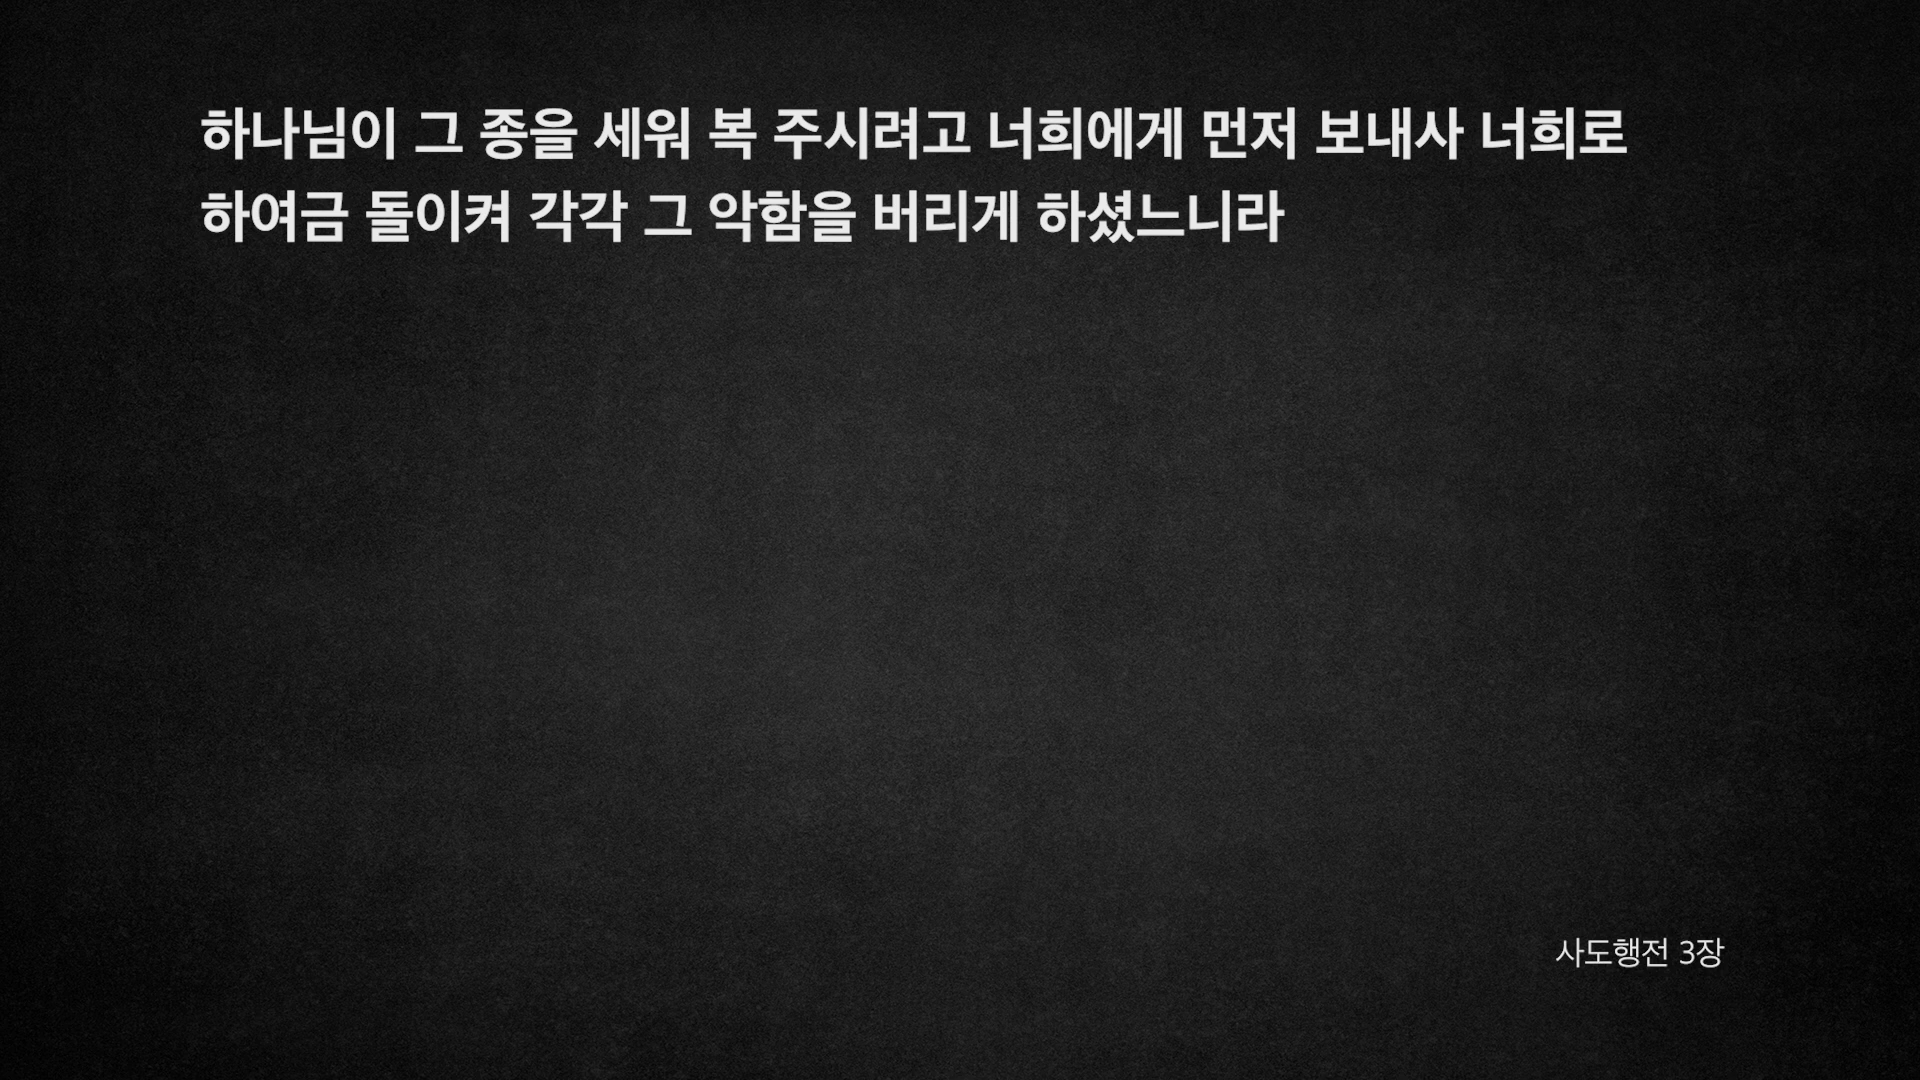 하나님이 그 종을 세워 복 주시려고 너희에게 먼저 보내사 너희로
하여금 돌이켜 각각 그 악함을 버리게 하셨느니라
사도행전 3장